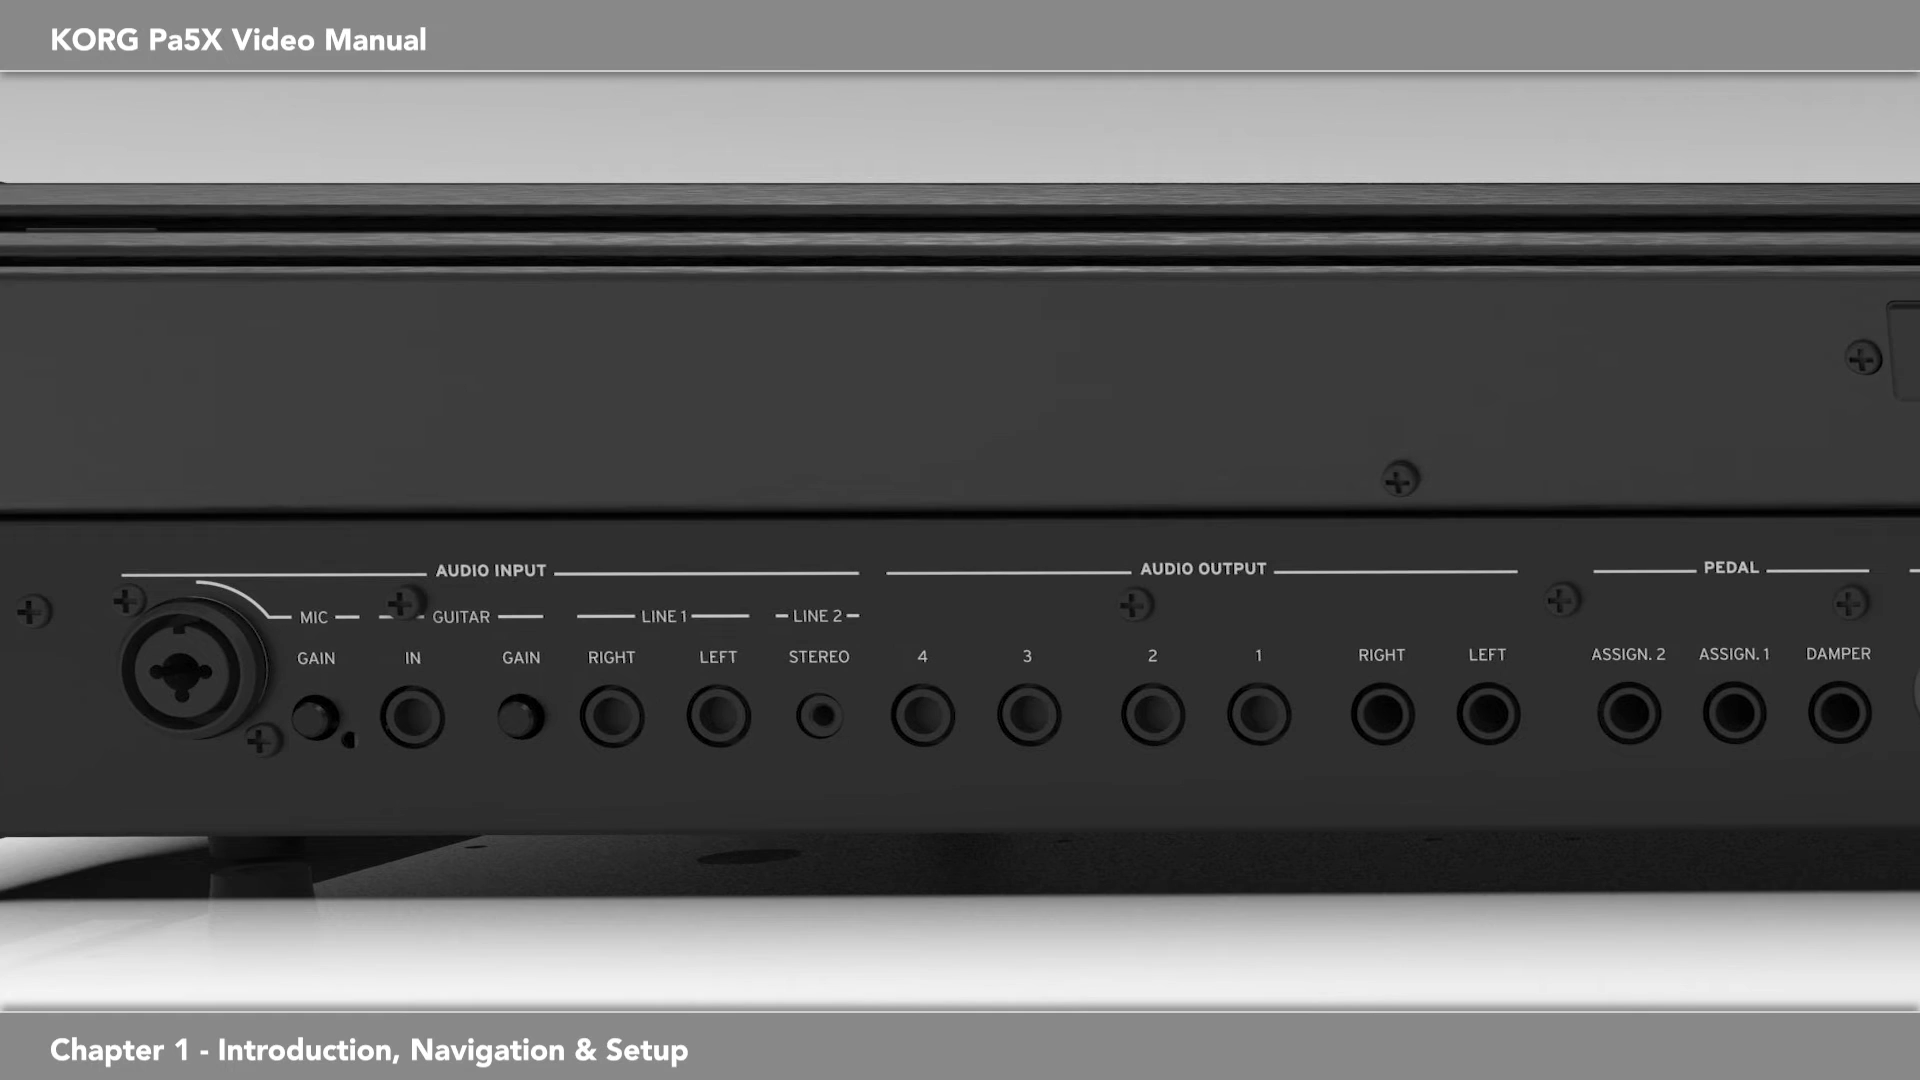 KORG Pa5X Video Manual
AUDIO INPUT AUDIO OUTPUT PEDAL
MIC GUITAR LINE 1 LINE 2
GAIN IN GAIN RIGHT LEFT STEREO 4 3 2 1 RIGHT LEFT ASSIGN. 2 ASSIGN. 1 DAMPER
Chapter 1 - Introduction, Navigation & Setup